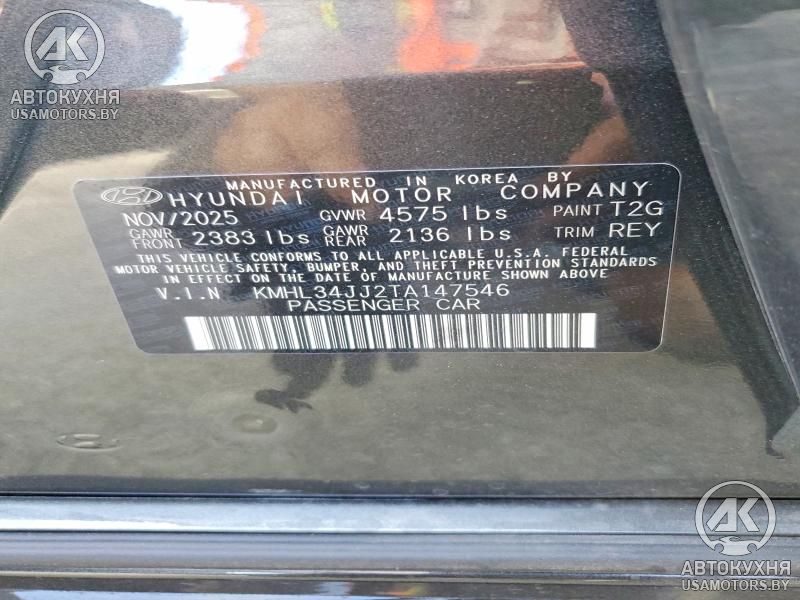 АК
АВТОКУХНЯ
USAMOTORS.BY
MANUFACTURED IN KOREA BY
HYUNDAI MOTOR COMPANY
NOV/2025 GVWR 4575 lbs PAINT T2G
GAWR FRONT 2383 lbs GAWR REAR 2136 lbs TRIM REY
THIS VEHICLE CONFORMS TO ALL APPLICABLE U.S.A. FEDERAL
MOTOR VEHICLE SAFETY, BUMPER, AND THEFT PREVENTION STANDARDS
IN EFFECT ON THE DATE OF MANUFACTURE SHOWN ABOVE.
V.I.N KMHL34JJ2TA147546
PASSENGER CAR
АК
АВТОКУХНЯ
USAMOTORS.BY